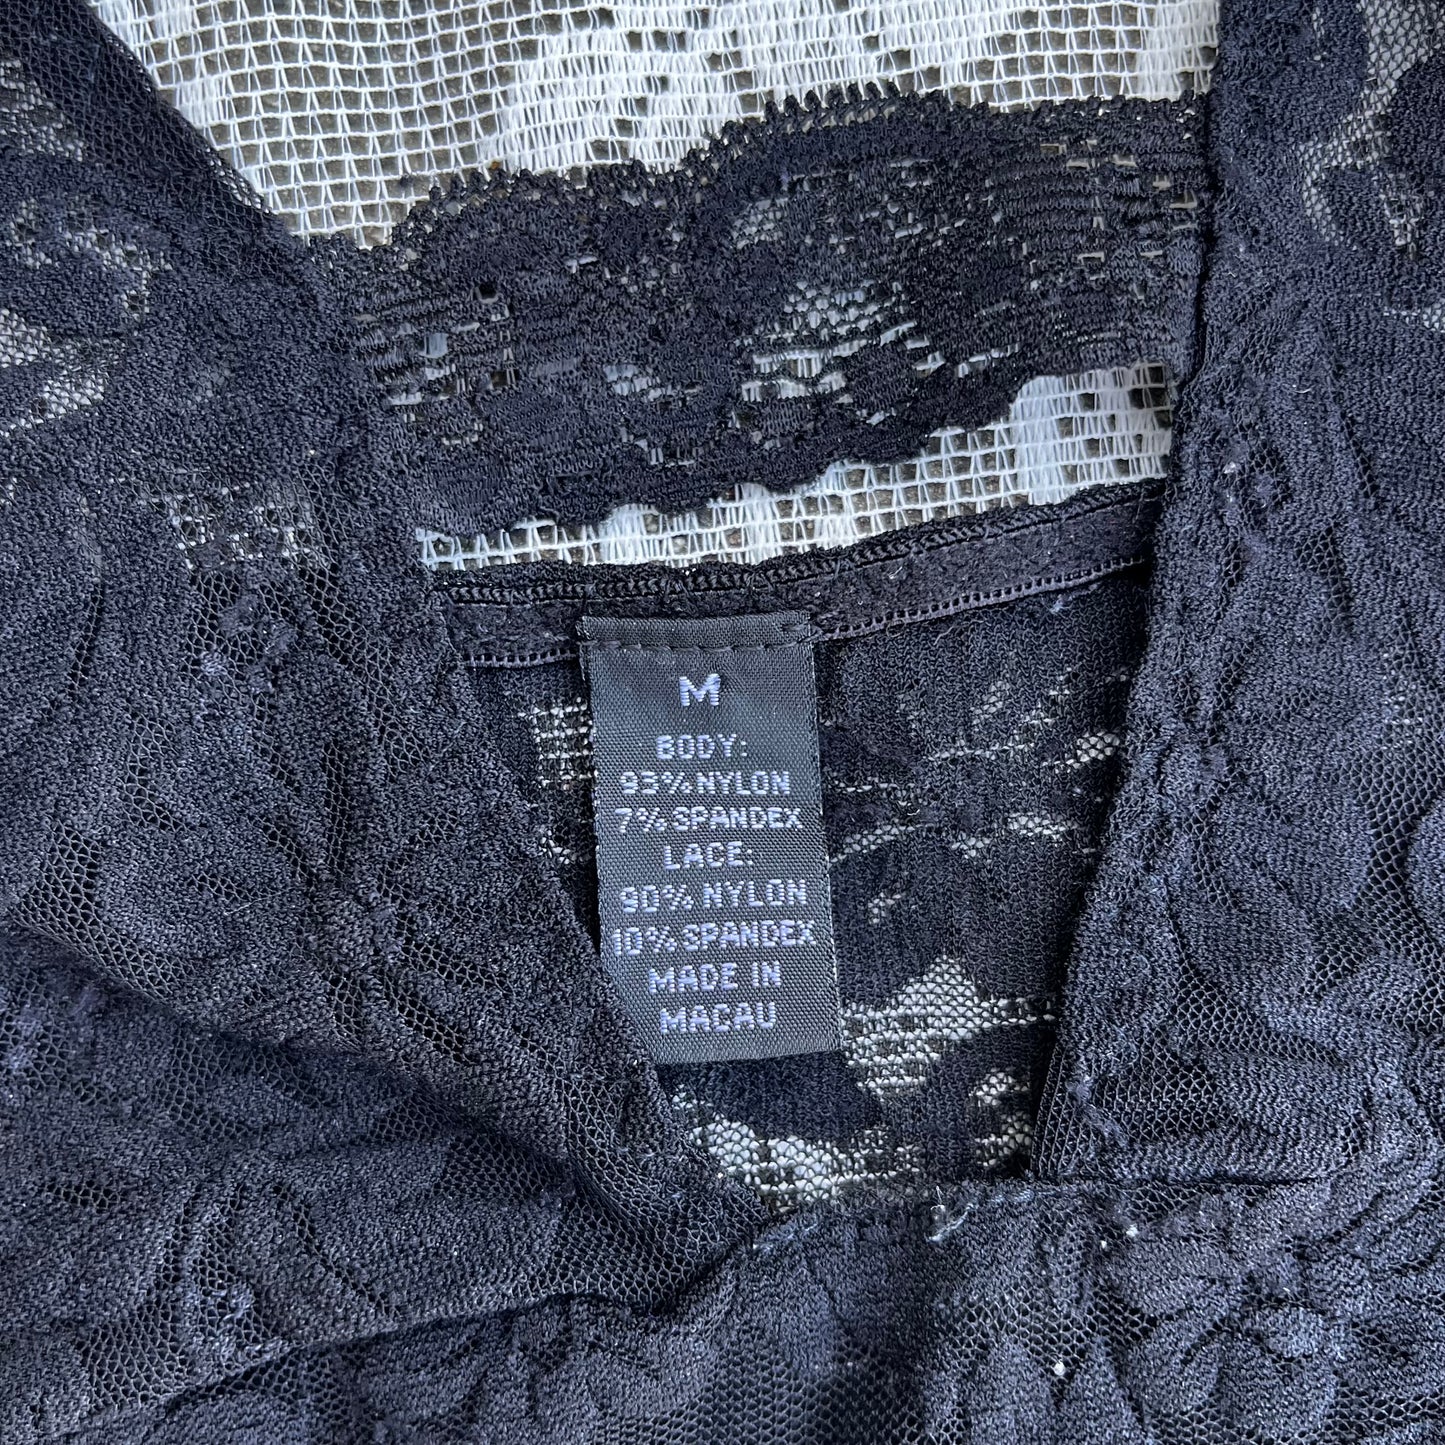 M
BODY:
93% NYLON
7% SPANDEX
LACE:
90% NYLON
10% SPANDEX
MADE IN
MACAU